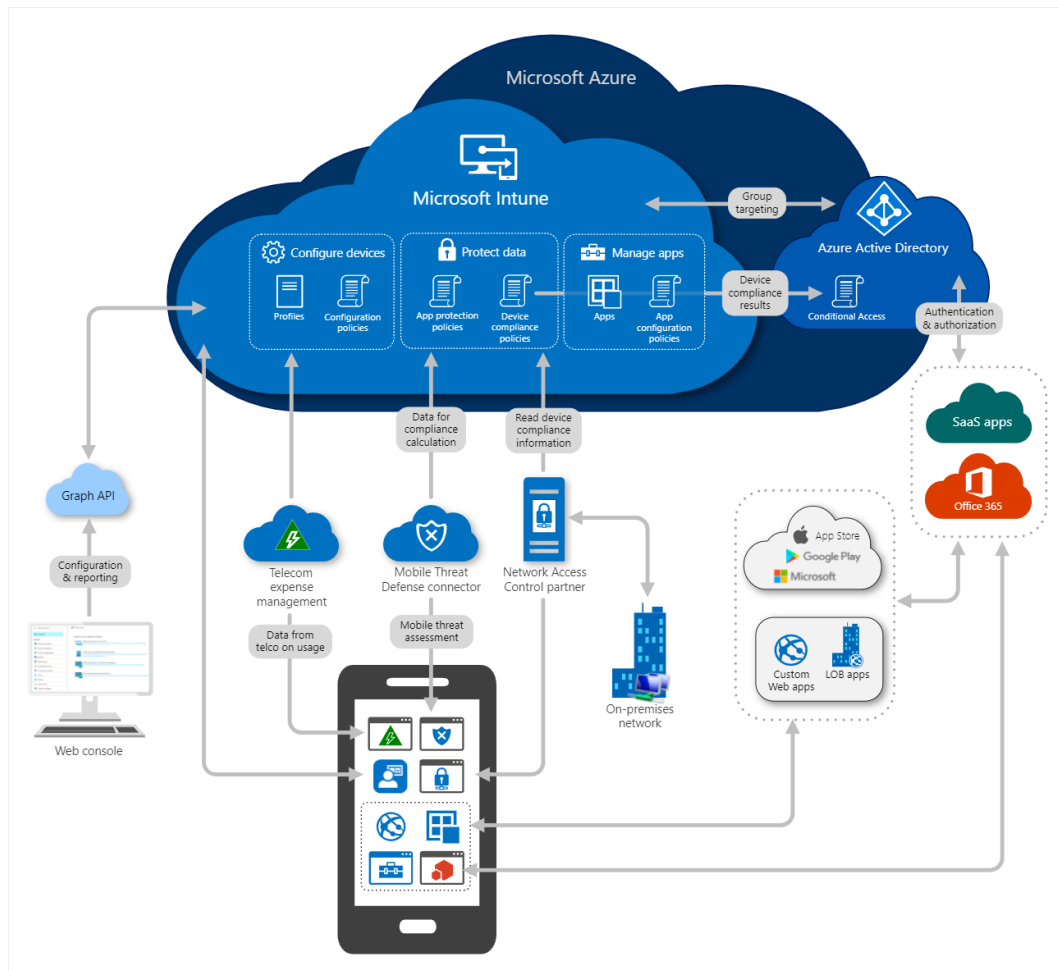 Microsoft Azure
Microsoft Intune
Group
targeting
Azure Active Directory
Configure devices
Protect data
Manage apps
Profiles
Configuration
policies
App protection
policies
Device
compliance
policies
Apps
App
configuration
policies
Device
compliance
results
Conditional Access
Authentication
& authorization
Data for
compliance
calculation
Read device
compliance
information
SaaS apps
Office 365
Graph API
Configuration
& reporting
Telecom
expense
management
Mobile Threat
Defense connector
Network Access
Control partner
App Store
Google Play
Microsoft
Data from
telco on usage
Mobile threat
assessment
Custom
Web apps
LOB apps
On-premises
network
Web console